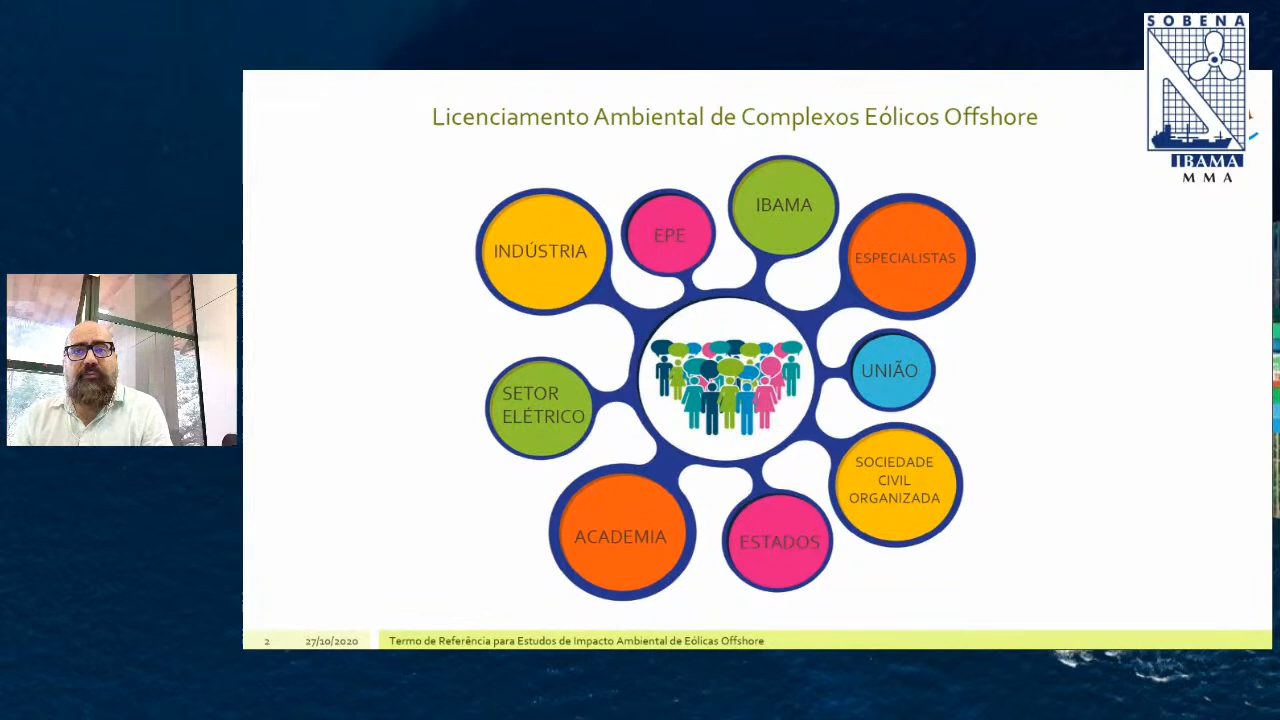 SOBENA
IBAMA
MMA
Licenciamento Ambiental de Complexos Eólicos Offshore
INDÚSTRIA
EPE
IBAMA
ESPECIALISTAS
UNIÃO
SETOR
ELÉTRICO
SOCIEDADE
CIVIL
ORGANIZADA
ACADEMIA
ESTADOS
2
27/10/2020
Termo de Referência para Estudos de Impacto Ambiental de Eólicas Offshore